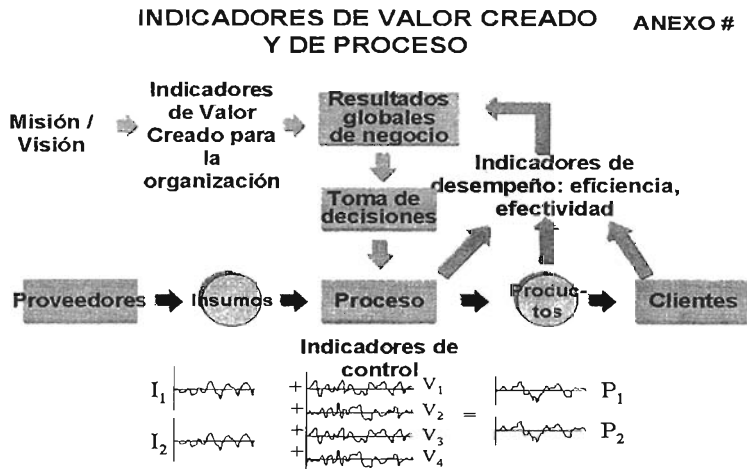 INDICADORES DE VALOR CREADO
Y DE PROCESO
ANEXO #
Misión /
Visión
Indicadores
de Valor
Creado para
la
organización
Resultados
globales
de negocio
Toma de
decisiones
Indicadores de
desempeño: eficiencia,
efectividad
Proveedores
Insumos
Proceso
Produc-
tos
Clientes
Indicadores de
control
I₁
I₂
+
+
+
+
V₁
V₂
V₃
V₄
=
P₁
P₂